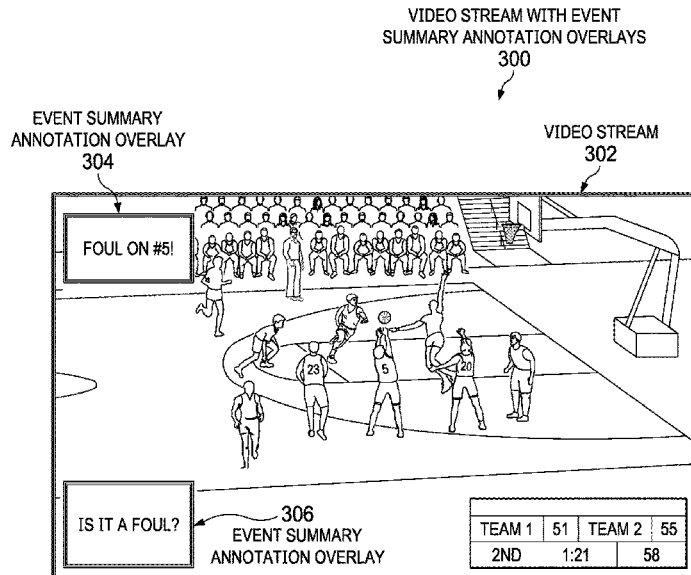 VIDEO STREAM WITH EVENT
SUMMARY ANNOTATION OVERLAYS
300
EVENT SUMMARY
ANNOTATION OVERLAY
304
VIDEO STREAM
302
FOUL ON #5!
23
5
20
IS IT A FOUL?
306
EVENT SUMMARY
ANNOTATION OVERLAY
TEAM 1 51 TEAM 2 55
2ND 1:21 58